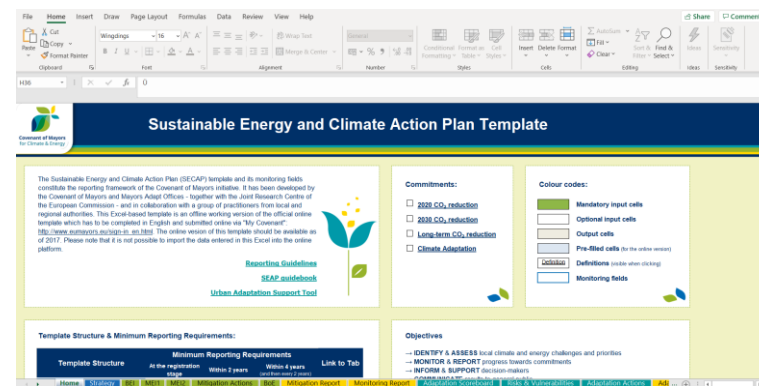 File Home Insert Draw Page Layout Formulas Data Review View Help
Share Comment
Cut
Copy
Format Painter
Paste
Wingdings 16
Wrap Text
Merge & Center
General
Conditional Formatting Format as Table Cell Styles
Insert Delete Format
AutoSum
Fill
Clear
Sort & Filter Find & Select
Ideas
Sensitivity
Clipboard Font Alignment Number Styles Cells Editing Ideas Sensitivity
H36 fx 0
Covenant of Mayors
for Climate & Energy
Sustainable Energy and Climate Action Plan Template
The Sustainable Energy and Climate Action Plan (SECAP) template and its monitoring fields
constitute the reporting framework of the Covenant of Mayors initiative. It has been developed by
the Covenant of Mayors and Mayors Adapt Offices - together with the Joint Research Centre of
the European Commission - and in collaboration with a group of practitioners from local and
regional authorities. This Excel-based template is an offline working version of the official online
template which has to be completed in English and submitted online via "My Covenant":
http://www.eumayors.eu/sign-in_en.html. The online version of this template should be available as
of 2017. Please note that it is not possible to import the data entered in this Excel into the online
platform.
Reporting Guidelines
SEAP guidebook
Urban Adaptation Support Tool
Commitments:
2020 CO₂ reduction
2030 CO₂ reduction
Long-term CO₂ reduction
Climate Adaptation
Colour codes:
Mandatory input cells
Optional input cells
Output cells
Pre-filled cells (for the online version)
Definition Definitions (visible when clicking)
Monitoring fields
Template Structure & Minimum Reporting Requirements:
Template Structure
Minimum Reporting Requirements
At the registration stage
Within 2 years
Within 4 years
(and then every 2 years)
Link to Tab
Objectives
→ IDENTIFY & ASSESS local climate and energy challenges and priorities
→ MONITOR & REPORT progress towards commitments
→ INFORM & SUPPORT decision-makers
Home Strategy BEI MEI1 MEI2 Mitigation Actions BoE Mitigation Report Monitoring Report Adaptation Scoreboard Risks & Vulnerabilities Adaptation Actions Ada ...